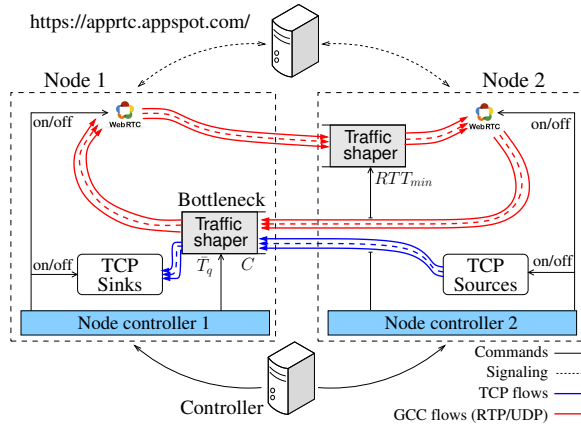 https://apprtc.appspot.com/
Node 1
Node 2
WebRTC
WebRTC
on/off
on/off
Traffic
shaper
RTT_min
Bottleneck
Traffic
shaper
T̄_q
C
on/off
TCP
Sinks
TCP
Sources
on/off
Node controller 1
Node controller 2
Controller
Commands
Signaling
TCP flows
GCC flows (RTP/UDP)